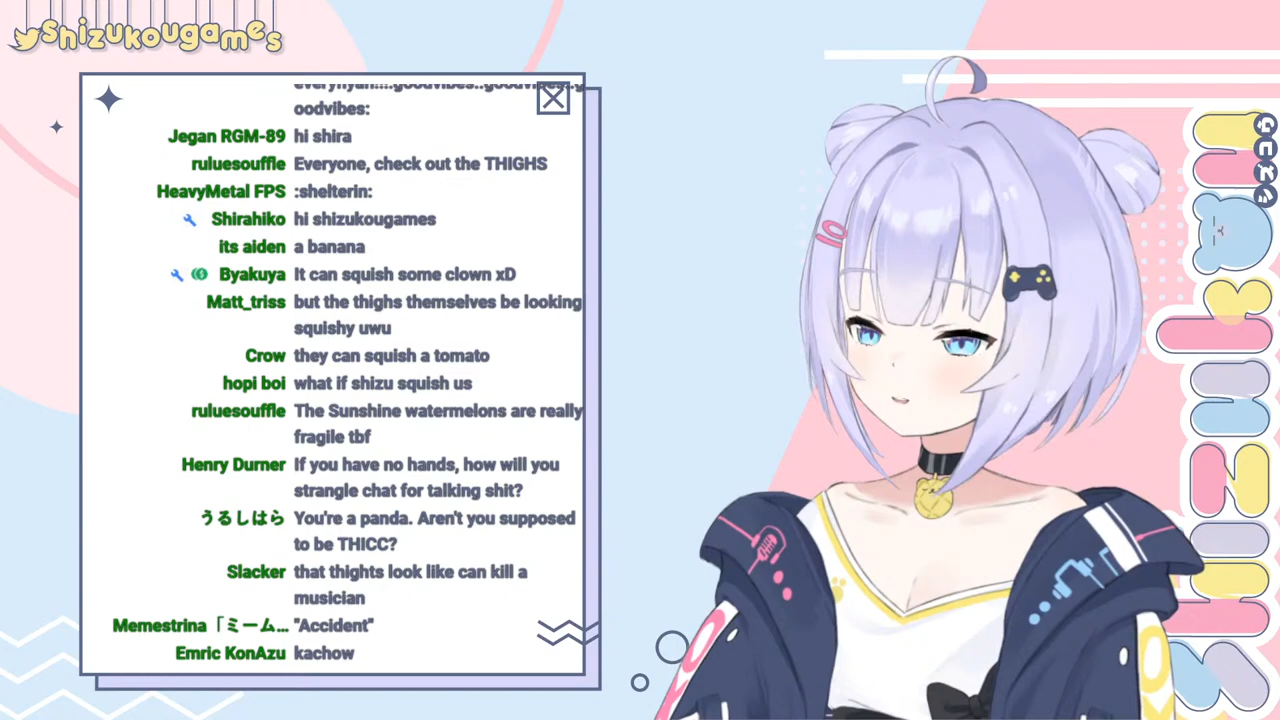 shizukougames
everynyan!!!!:goodvibes::goodvibes::g
oodvibes:
Jegan RGM-89 hi shira
ruluesouffle Everyone, check out the THIGHS
HeavyMetal FPS :shelterin:
Shirahiko hi shizukougames
its aiden a banana
Byakuya It can squish some clown xD
Matt_triss but the thighs themselves be looking
squishy uwu
Crow they can squish a tomato
hopi boi what if shizu squish us
ruluesouffle The Sunshine watermelons are really
fragile tbf
Henry Durner If you have no hands, how will you
strangle chat for talking shit?
うるしはら You're a panda. Aren't you supposed
to be THICC?
Slacker that thights look like can kill a
musician
Memestrina「ミーム... "Accident"
Emric KonAzu kachow